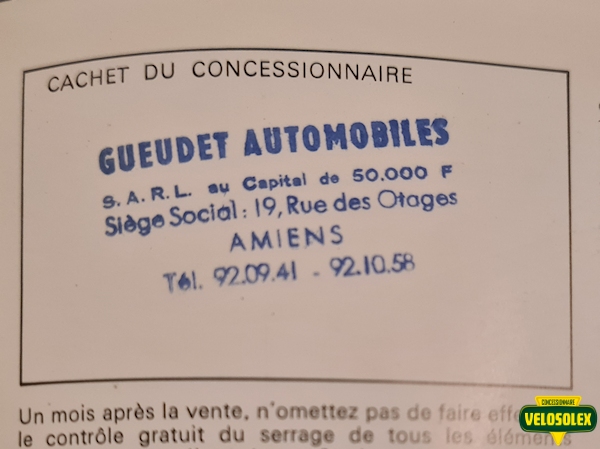 CACHET DU CONCESSIONNAIRE
GUEUDET AUTOMOBILES
S.A.R.L. au Capital de 50.000 F
Siège Social : 19, Rue des Otages
AMIENS
Tél. 92.09.41 - 92.10.58
Un mois après la vente, n'omettez pas de faire
le contrôle gratuit du serrage de tous les éléments
CONCESSIONNAIRE
VELOSOLEX